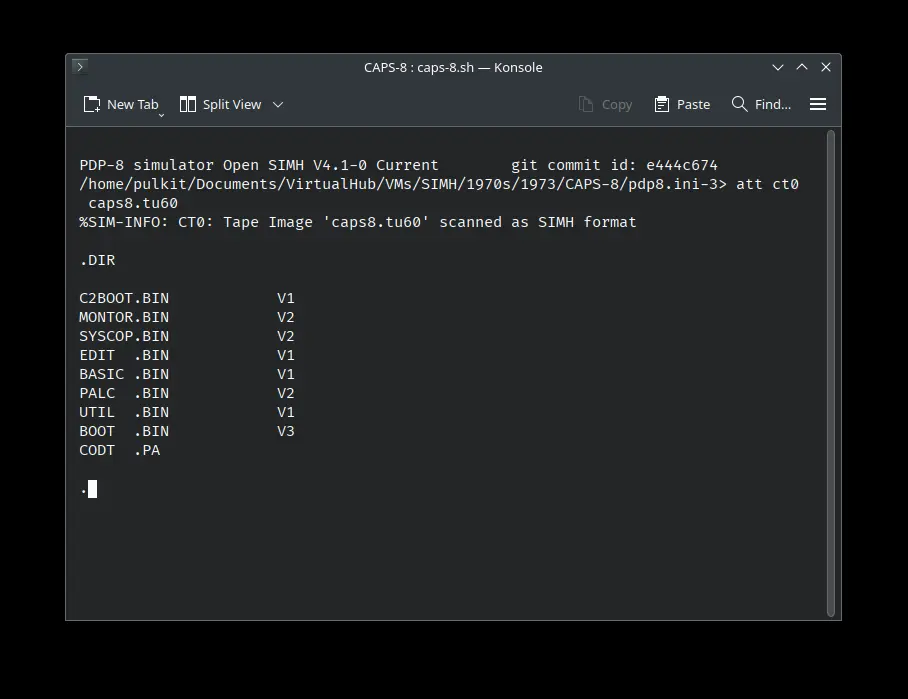 CAPS-8 : caps-8.sh — Konsole
New Tab Split View Copy Paste Find...
PDP-8 simulator Open SIMH V4.1-0 Current        git commit id: e444c674
/home/pulkit/Documents/VirtualHub/VMs/SIMH/1970s/1973/CAPS-8/pdp8.ini-3> att ct0
 caps8.tu60
%SIM-INFO: CT0: Tape Image 'caps8.tu60' scanned as SIMH format
.DIR
C2BOOT.BIN            V1
MONTOR.BIN            V2
SYSCOP.BIN            V2
EDIT  .BIN            V1
BASIC .BIN            V1
PALC  .BIN            V2
UTIL  .BIN            V1
BOOT  .BIN            V3
CODT  .PA
.